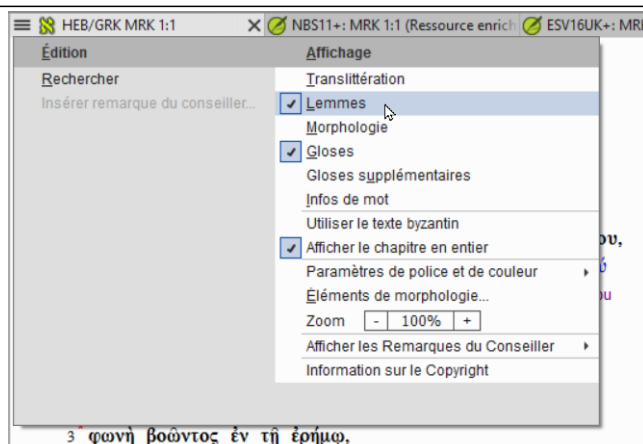 HEB/GRK MRK 1:1 NBS11+: MRK 1:1 (Ressource enrich ESV16UK+: MR
Édition
Rechercher
Insérer remarque du conseiller...
Affichage
Translittération
Lemmes
Morphologie
Gloses
Gloses supplémentaires
Infos de mot
Utiliser le texte byzantin
Afficher le chapitre en entier
Paramètres de police et de couleur
Éléments de morphologie...
Zoom - 100% +
Afficher les Remarques du Conseiller
Information sur le Copyright
ου,
ύ
ου
3 φωνὴ βοῶντος ἐν τῇ ἐρήμῳ,